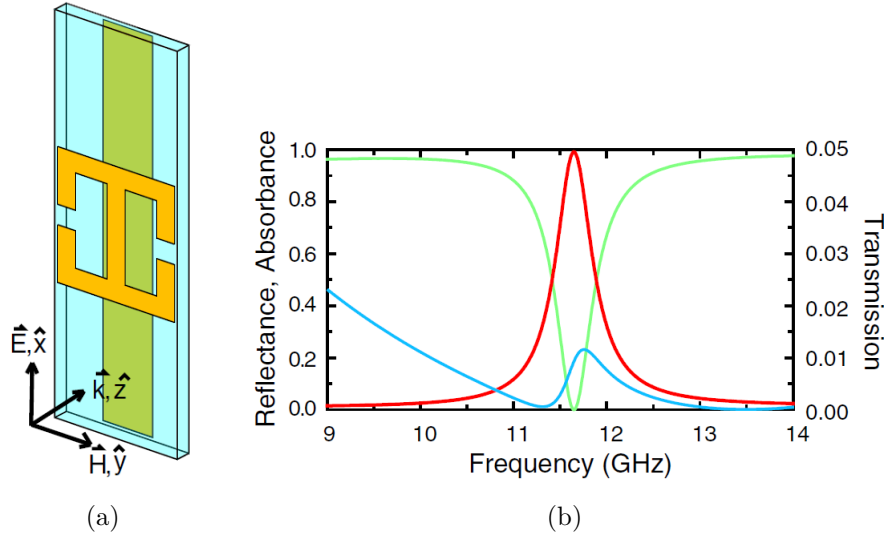 E,x̂
k,ẑ
H,ŷ
(a)
Reflectance, Absorbance
1.0
0.8
0.6
0.4
0.2
0.0
9
10
11
12
13
14
Frequency (GHz)
0.05
0.04
0.03
0.02
0.01
0.00
Transmission
(b)